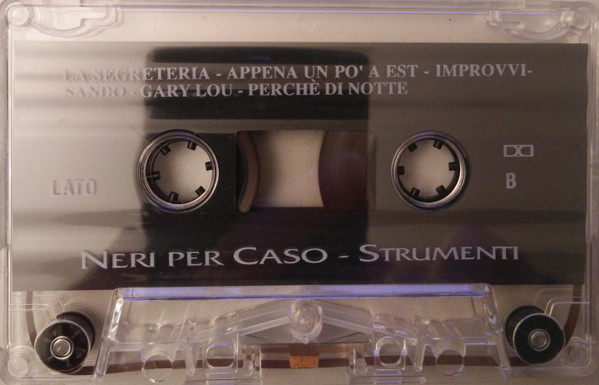 LA SEGRETERIA - APPENA UN PO' A EST - IMPROVVI-
SANDO - GARY LOU - PERCHÈ DI NOTTE
LATO
B
NERI PER CASO - STRUMENTI